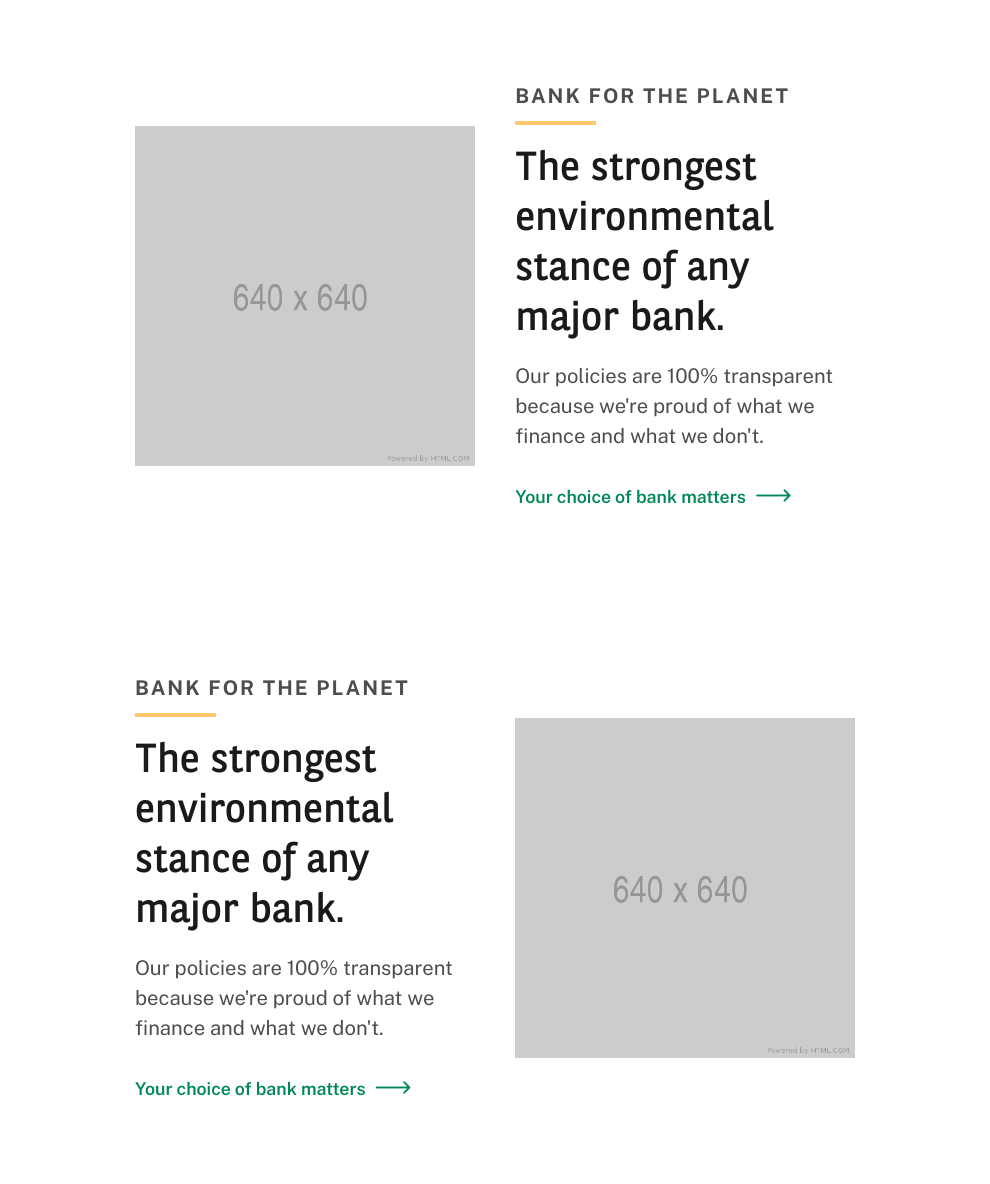 BANK FOR THE PLANET
The strongest
environmental
stance of any
major bank.
640 x 640
Powered by HTML.COM
Our policies are 100% transparent
because we're proud of what we
finance and what we don't.
Your choice of bank matters
BANK FOR THE PLANET
The strongest
environmental
stance of any
major bank.
Our policies are 100% transparent
because we're proud of what we
finance and what we don't.
Your choice of bank matters
640 x 640
Powered by HTML.COM